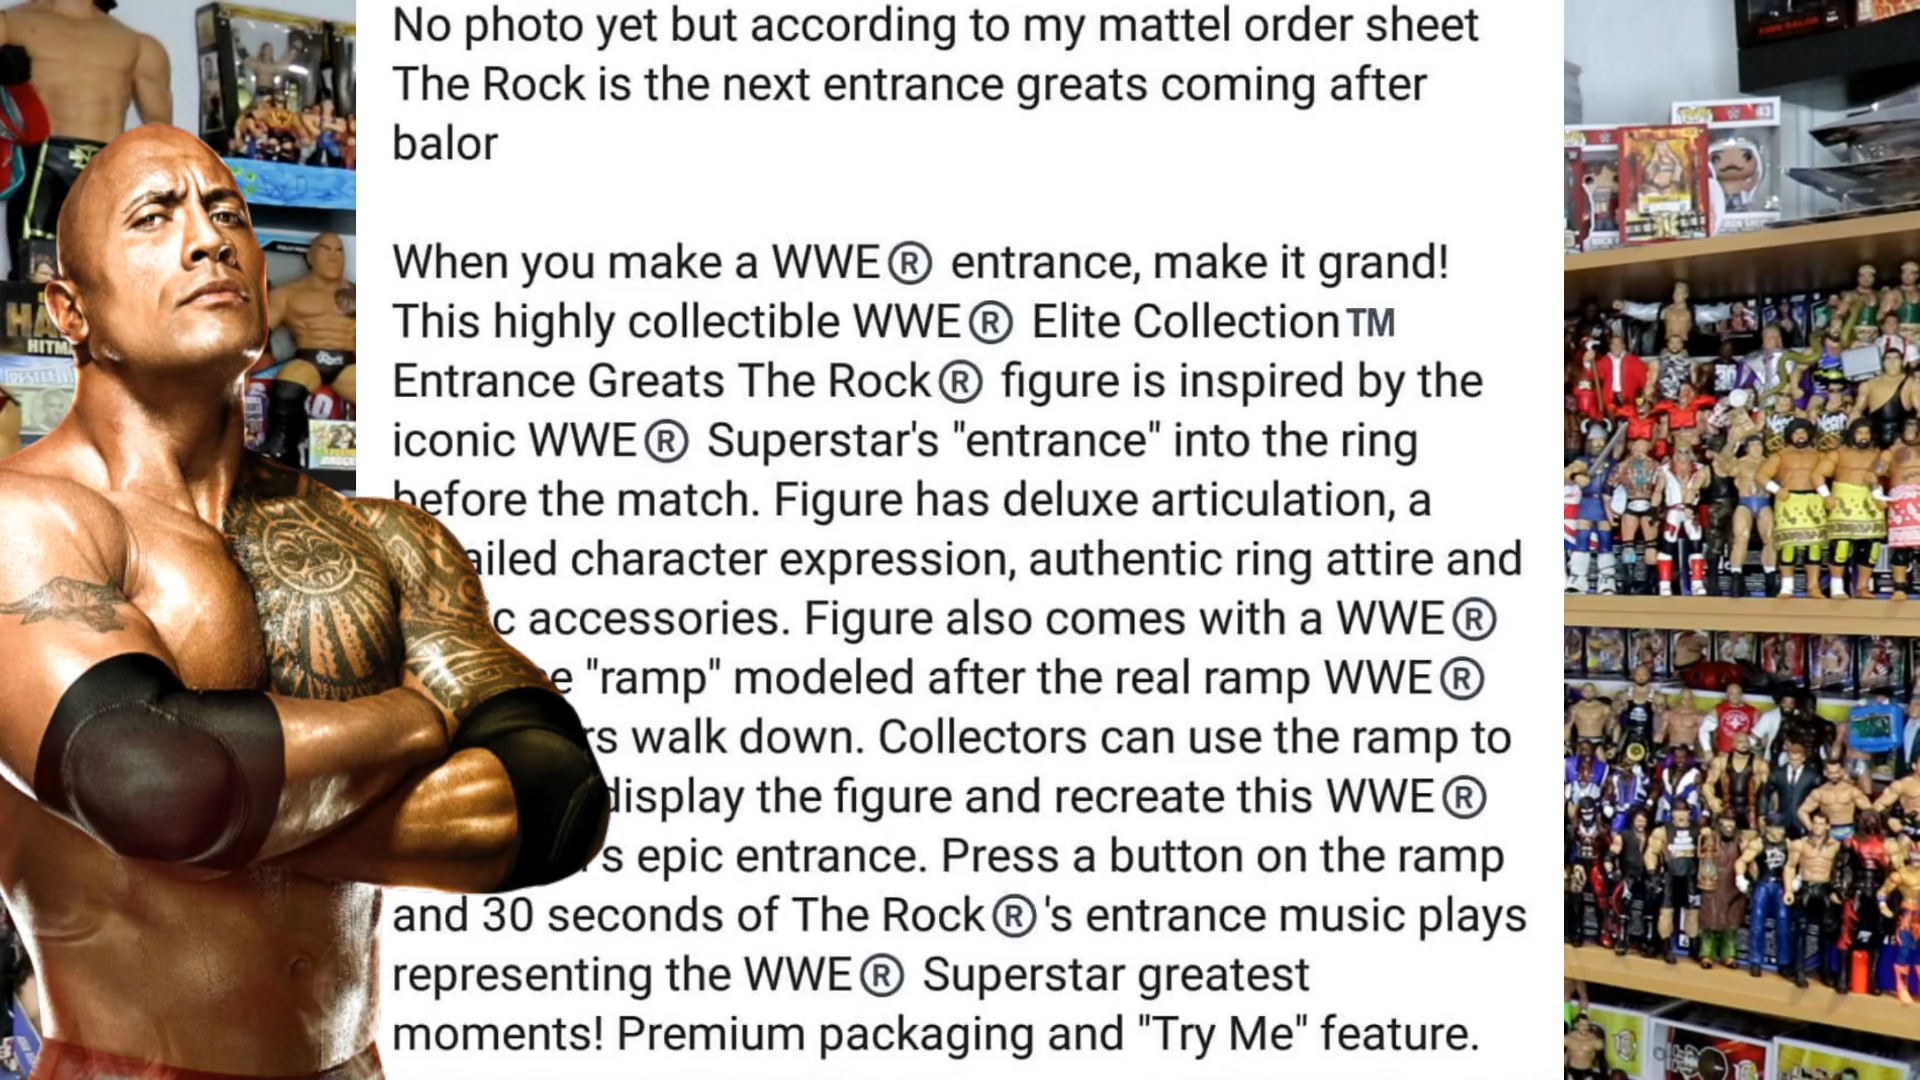 No photo yet but according to my mattel order sheet
The Rock is the next entrance greats coming after
balor
When you make a WWE® entrance, make it grand!
This highly collectible WWE® Elite Collection™
Entrance Greats The Rock® figure is inspired by the
iconic WWE® Superstar's "entrance" into the ring
before the match. Figure has deluxe articulation, a
ailed character expression, authentic ring attire and
c accessories. Figure also comes with a WWE®
e "ramp" modeled after the real ramp WWE®
rs walk down. Collectors can use the ramp to
display the figure and recreate this WWE®
's epic entrance. Press a button on the ramp
and 30 seconds of The Rock®'s entrance music plays
representing the WWE® Superstar greatest
moments! Premium packaging and "Try Me" feature.
HITM